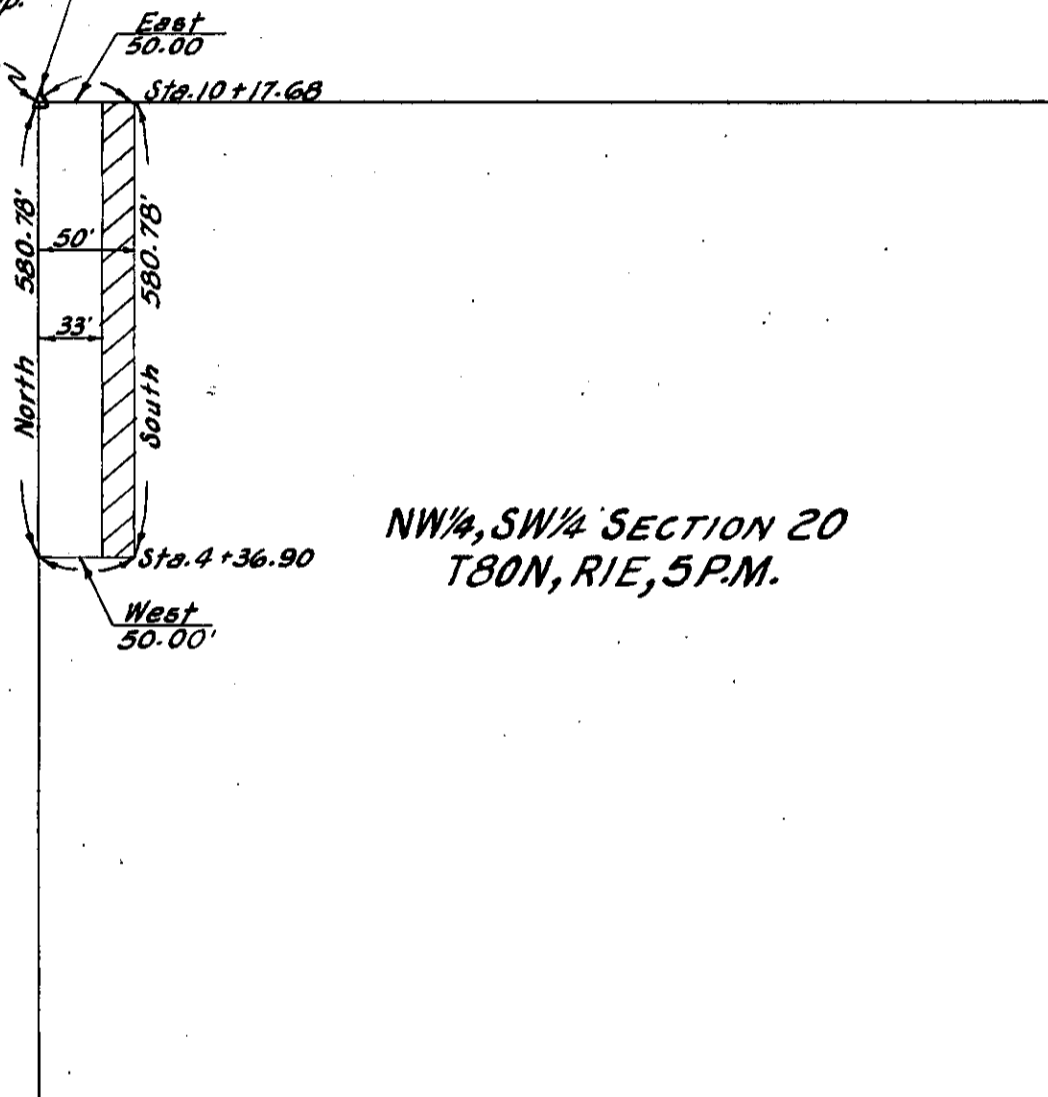 East
50.00
Sta. 10 + 17.68
North 580.78'
50'
580.78'
33'
South
Sta. 4 + 36.90
West
50.00'
NW¼, SW¼ SECTION 20
T80N, R1E, 5 P.M.